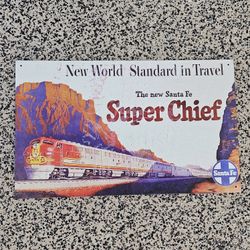 New World Standard in Travel
The new Santa Fe
Super Chief
Santa Fe